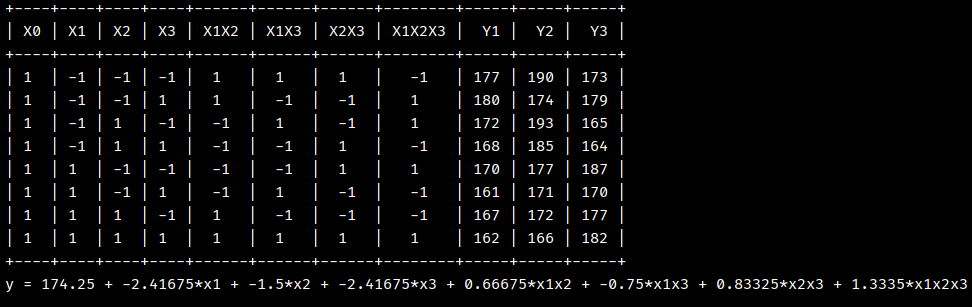 +----+----+----+----+------+------+------+--------+-----+-----+-----+
| X0 | X1 | X2 | X3 | X1X2 | X1X3 | X2X3 | X1X2X3 | Y1 | Y2 | Y3 |
+----+----+----+----+------+------+------+--------+-----+-----+-----+
| 1 | -1 | -1 | -1 | 1 | 1 | 1 | -1 | 177 | 190 | 173 |
| 1 | -1 | -1 | 1 | 1 | -1 | -1 | 1 | 180 | 174 | 179 |
| 1 | -1 | 1 | -1 | -1 | 1 | -1 | 1 | 172 | 193 | 165 |
| 1 | -1 | 1 | 1 | -1 | -1 | 1 | -1 | 168 | 185 | 164 |
| 1 | 1 | -1 | -1 | -1 | -1 | 1 | 1 | 170 | 177 | 187 |
| 1 | 1 | -1 | 1 | -1 | 1 | -1 | -1 | 161 | 171 | 170 |
| 1 | 1 | 1 | -1 | 1 | -1 | -1 | -1 | 167 | 172 | 177 |
| 1 | 1 | 1 | 1 | 1 | 1 | 1 | 1 | 162 | 166 | 182 |
+----+----+----+----+------+------+------+--------+-----+-----+-----+
y = 174.25 + -2.41675*x1 + -1.5*x2 + -2.41675*x3 + 0.66675*x1x2 + -0.75*x1x3 + 0.83325*x2x3 + 1.3335*x1x2x3